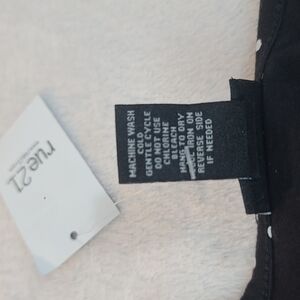 rue21
MACHINE WASH
COLD
GENTLE CYCLE
DO NOT USE
CHLORINE
BLEACH
HANG TO DRY
COOL IRON ON
REVERSE SIDE
IF NEEDED